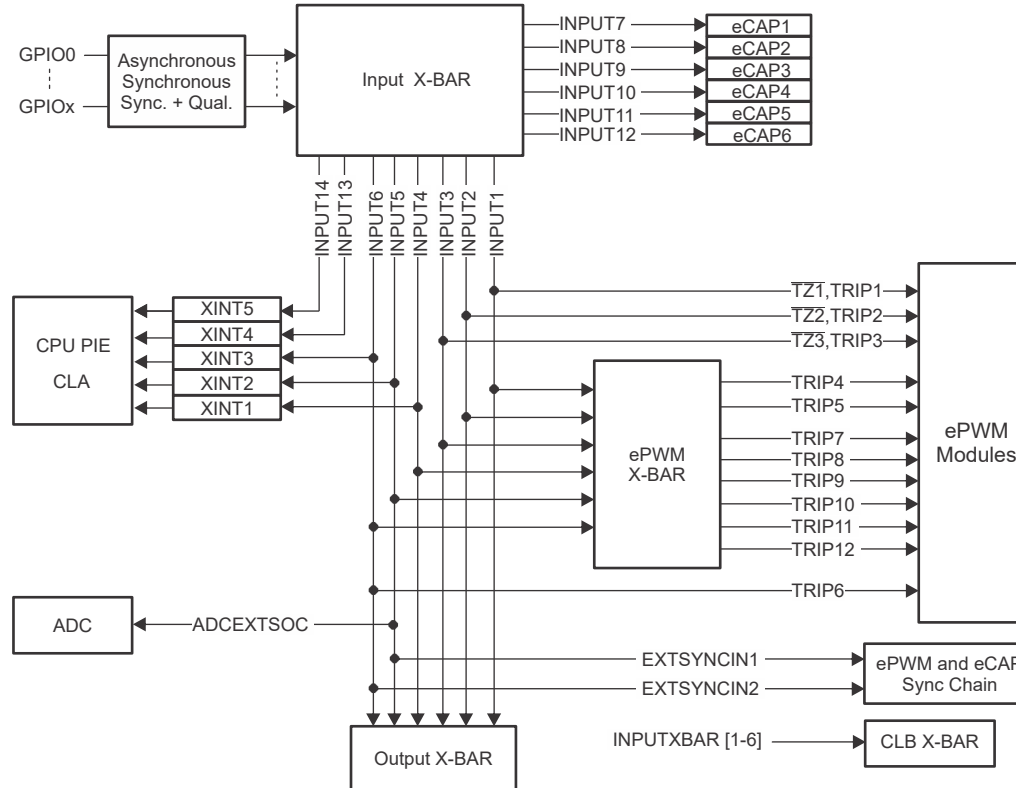 GPIO0
GPIOx
Asynchronous
Synchronous
Sync. + Qual.
Input X-BAR
INPUT7
INPUT8
INPUT9
INPUT10
INPUT11
INPUT12
eCAP1
eCAP2
eCAP3
eCAP4
eCAP5
eCAP6
INPUT14
INPUT13
INPUT6
INPUT5
INPUT4
INPUT3
INPUT2
INPUT1
CPU PIE
CLA
XINT5
XINT4
XINT3
XINT2
XINT1
TZ1,TRIP1
TZ2,TRIP2
TZ3,TRIP3
ePWM
X-BAR
TRIP4
TRIP5
TRIP7
TRIP8
TRIP9
TRIP10
TRIP11
TRIP12
TRIP6
ePWM
Modules
ADC
ADCEXTSOC
EXTSYNCIN1
EXTSYNCIN2
ePWM and eCAP
Sync Chain
INPUTXBAR [1-6]
CLB X-BAR
Output X-BAR